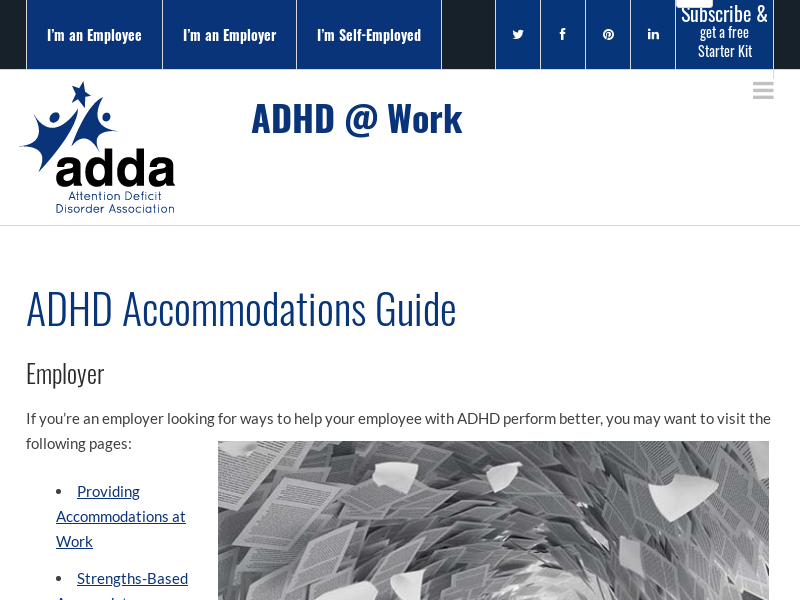 I'm an Employee
I'm an Employer
I'm Self-Employed
Subscribe &
get a free
Starter Kit
adda
Attention Deficit
Disorder Association
ADHD @ Work
ADHD Accommodations Guide
Employer
If you’re an employer looking for ways to help your employee with ADHD perform better, you may want to visit the
following pages:
Providing
Accommodations at
Work
Strengths-Based